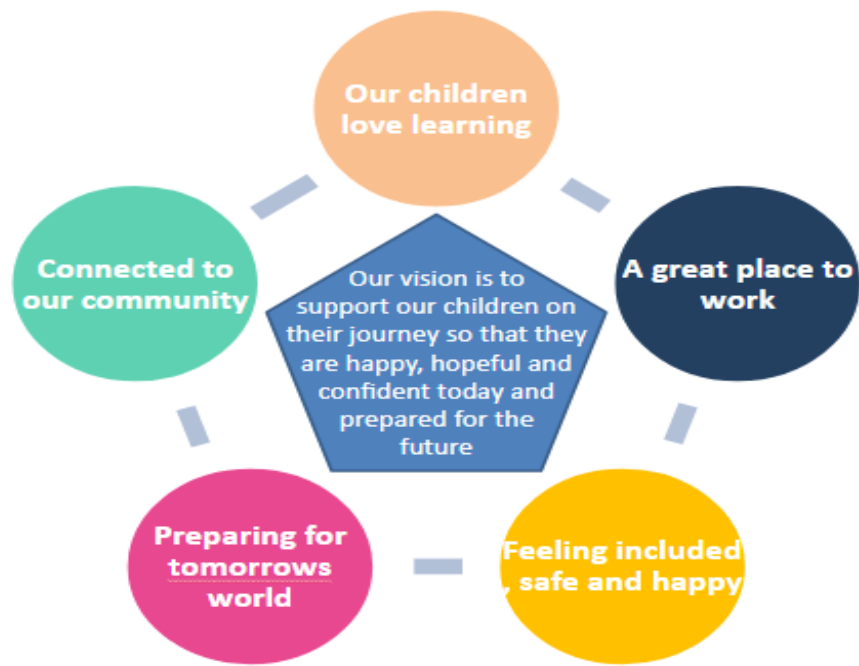 Our children
love learning
Connected to
our community
A great place to
work
Our vision is to
support our children on
their journey so that they
are happy, hopeful and
confident today and
prepared for the
future
Preparing for
tomorrows
world
Feeling included
, safe and happy